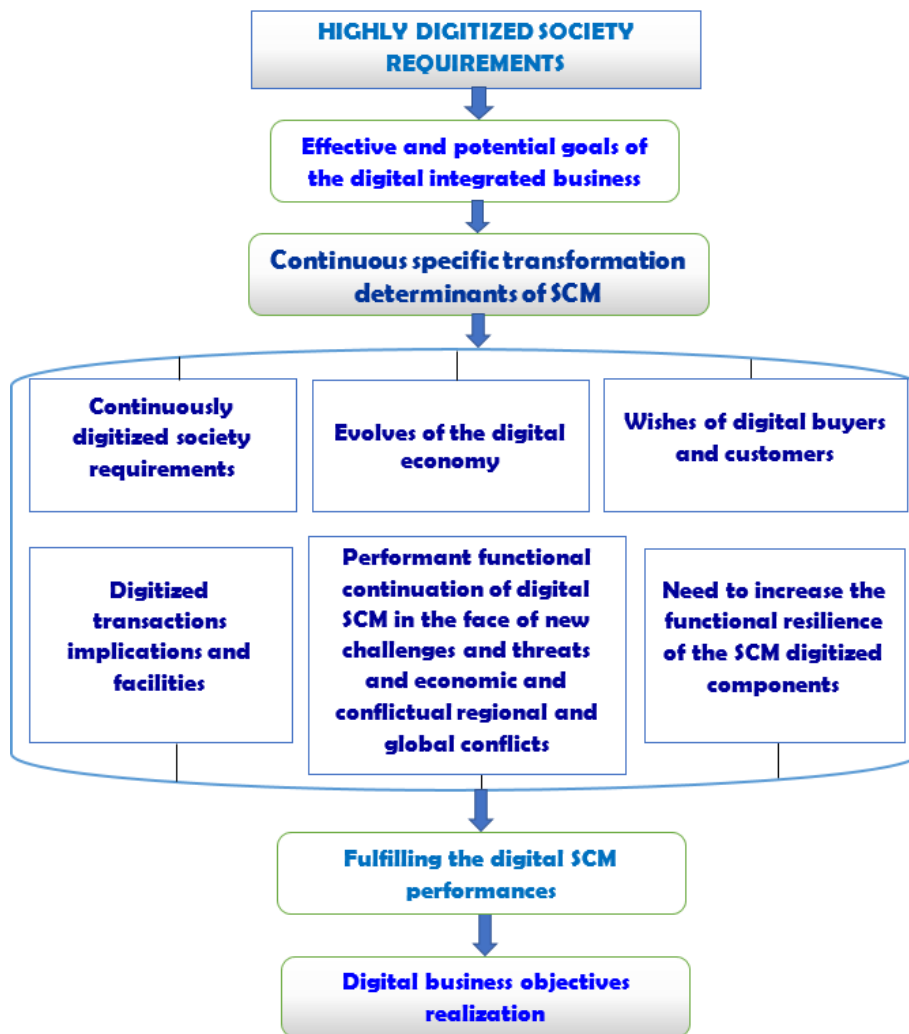 HIGHLY DIGITIZED SOCIETY
REQUIREMENTS
Effective and potential goals of
the digital integrated business
Continuous specific transformation
determinants of SCM
Continuously
digitized society
requirements
Evolves of the digital
economy
Wishes of digital buyers
and customers
Digitized
transactions
implications and
facilities
Performant functional
continuation of digital
SCM in the face of new
challenges and threats
and economic and
conflictual regional and
global conflicts
Need to increase the
functional resilience
of the SCM digitized
components
Fulfilling the digital SCM
performances
Digital business objectives
realization